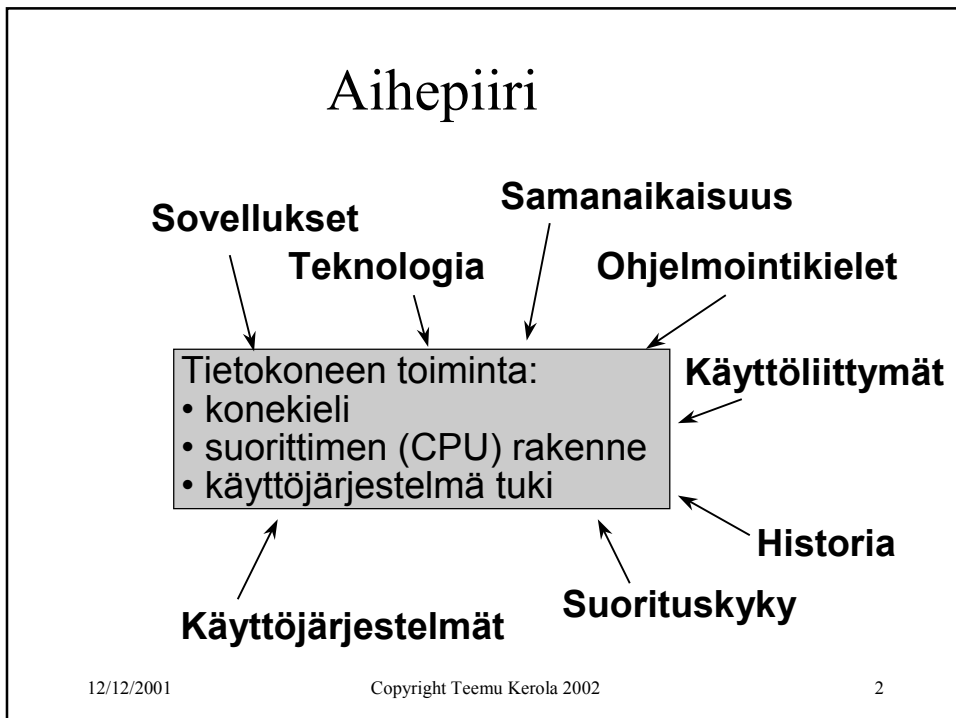 Aihepiiri
Samanaikaisuus
Sovellukset
Teknologia
Ohjelmointikielet
Tietokoneen toiminta:
• konekieli
• suorittimen (CPU) rakenne
• käyttöjärjestelmä tuki
Käyttöliittymät
Historia
Suorituskyky
Käyttöjärjestelmät
12/12/2001 Copyright Teemu Kerola 2002 2